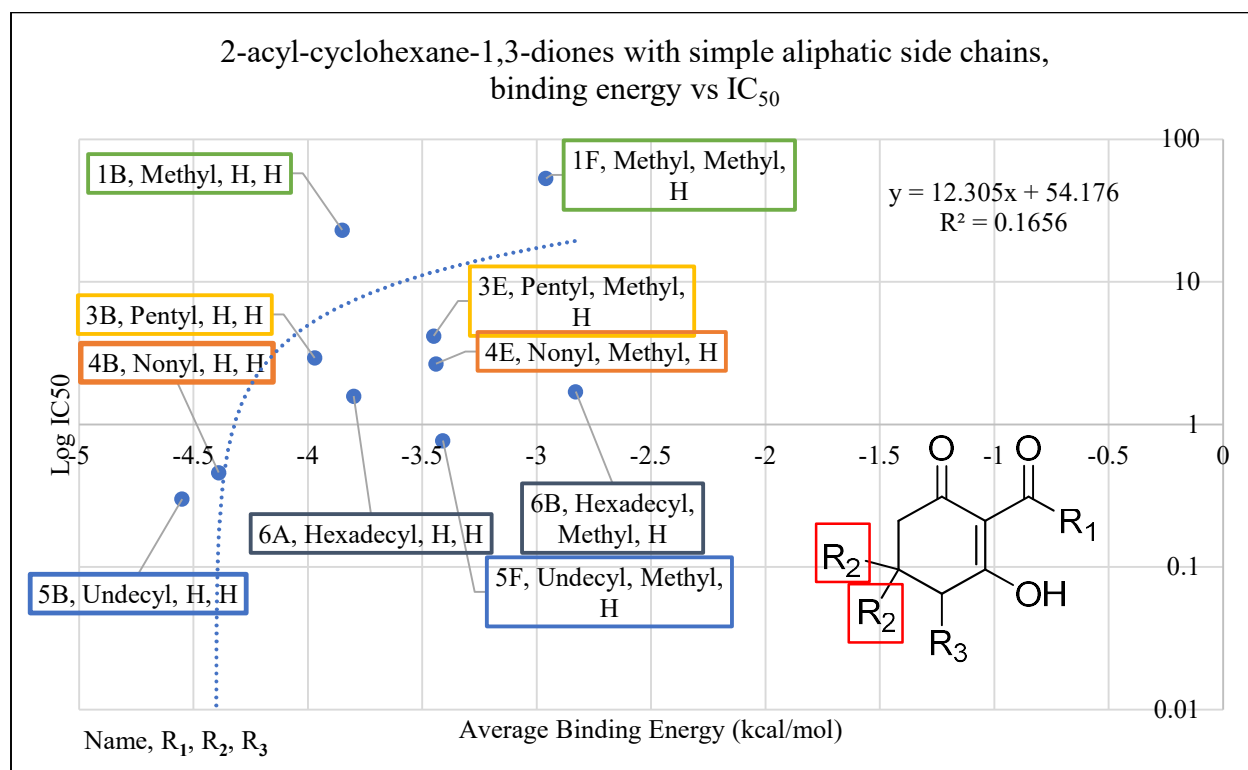 2-acyl-cyclohexane-1,3-diones with simple aliphatic side chains,
binding energy vs IC50
100
1B, Methyl, H, H
1F, Methyl, Methyl,
H
y = 12.305x + 54.176
R² = 0.1656
10
3E, Pentyl, Methyl,
H
3B, Pentyl, H, H
4E, Nonyl, Methyl, H
4B, Nonyl, H, H
Log IC50
1
-5
-4.5
-4
-3.5
-3
-2.5
-2
-1.5
-1
-0.5
0
O
O
R1
6B, Hexadecyl,
Methyl, H
6A, Hexadecyl, H, H
R2
0.1
5B, Undecyl, H, H
5F, Undecyl, Methyl,
H
R2
OH
R3
0.01
Average Binding Energy (kcal/mol)
Name, R1, R2, R3